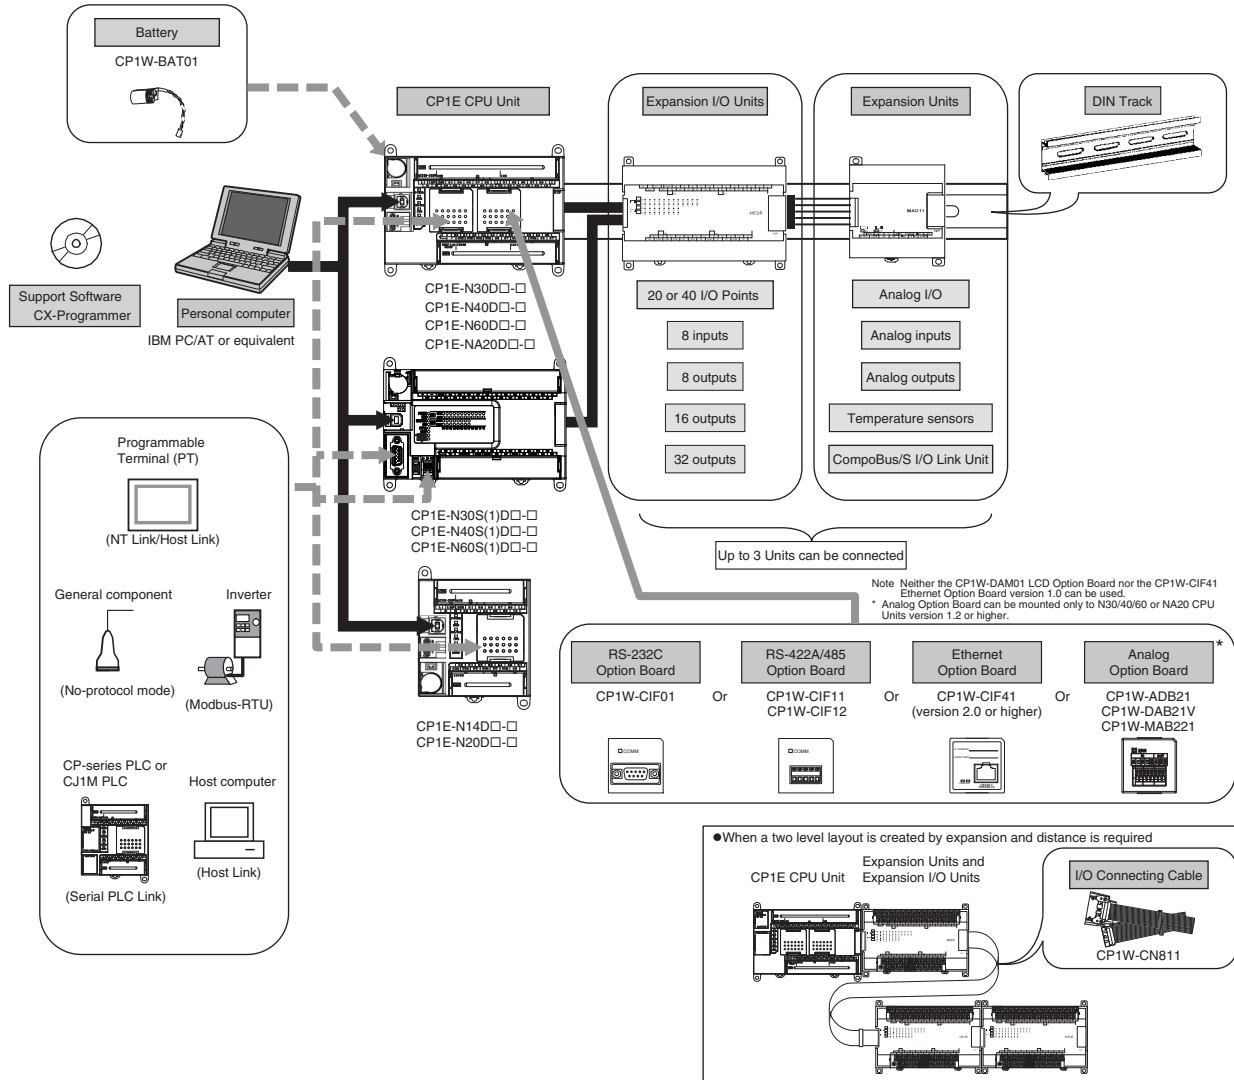 Battery
CP1W-BAT01
CP1E CPU Unit
Expansion I/O Units
Expansion Units
DIN Track
Support Software
CX-Programmer
Personal computer
IBM PC/AT or equivalent
CP1E-N30D□-□
CP1E-N40D□-□
CP1E-N60D□-□
CP1E-NA20D□-□
40EDR
MAD11
20 or 40 I/O Points
8 inputs
8 outputs
16 outputs
32 outputs
Analog I/O
Analog inputs
Analog outputs
Temperature sensors
CompoBus/S I/O Link Unit
Up to 3 Units can be connected
CP1E-N30S(1)D□-□
CP1E-N40S(1)D□-□
CP1E-N60S(1)D□-□
CP1E-N14D□-□
CP1E-N20D□-□
Programmable
Terminal (PT)
(NT Link/Host Link)
General component
Inverter
(No-protocol mode)
(Modbus-RTU)
CP-series PLC or
CJ1M PLC
Host computer
(Serial PLC Link)
(Host Link)
Note Neither the CP1W-DAM01 LCD Option Board nor the CP1W-CIF41
Ethernet Option Board version 1.0 can be used.
* Analog Option Board can be mounted only to N30/40/60 or NA20 CPU
Units version 1.2 or higher.
RS-232C
Option Board
CP1W-CIF01
Or
RS-422A/485
Option Board
CP1W-CIF11
CP1W-CIF12
Or
Ethernet
Option Board
CP1W-CIF41
(version 2.0 or higher)
Or
Analog
Option Board
*
CP1W-ADB21
CP1W-DAB21V
CP1W-MAB221
COMM
COMM
●When a two level layout is created by expansion and distance is required
CP1E CPU Unit
Expansion Units and
Expansion I/O Units
I/O Connecting Cable
CP1W-CN811